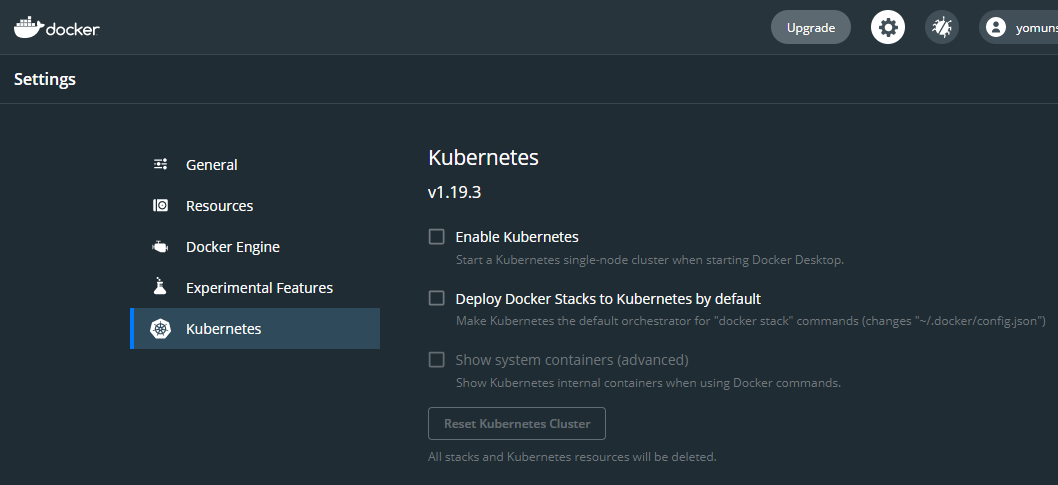 docker
Upgrade
Settings
General
Resources
Docker Engine
Experimental Features
Kubernetes
Kubernetes
v1.19.3
Enable Kubernetes
Start a Kubernetes single-node cluster when starting Docker Desktop.
Deploy Docker Stacks to Kubernetes by default
Make Kubernetes the default orchestrator for "docker stack" commands (changes "~/.docker/config.json")
Show system containers (advanced)
Show Kubernetes internal containers when using Docker commands.
Reset Kubernetes Cluster
All stacks and Kubernetes resources will be deleted.